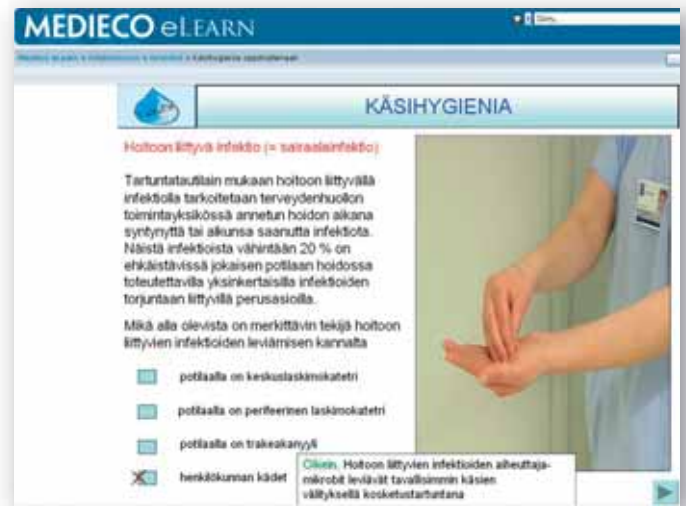 MEDIECO eLEARN
KÄSIHYGIENIA
Hoitoon liittyvä infektio (= sairaalainfektio)
Tartuntatautilain mukaan hoitoon liittyvällä
infektiolla tarkoitetaan terveydenhuollon
toimintayksikössä annetun hoidon aikana
syntynyttä tai alkunsa saanutta infektiota.
Näistä infektioista vähintään 20 % on
ehkäistävissä jokaisen potilaan hoidossa
toteutettavilla yksinkertaisilla infektioiden
torjuntaan liittyvillä perusasioilla.
Mikä alla olevista on merkittävin tekijä hoitoon
liittyvien infektioiden leviämisen kannalta
potilaalla on keskuslaskimokatetri
potilaalla on perifeerinen laskimokatetri
potilaalla on trakeakanyyli
henkilökunnan kädet
Oikein. Hoitoon liittyvien infektioiden aiheuttaja-
mikrobit leviävät tavallisimmin käsien
välityksellä kosketustartuntana